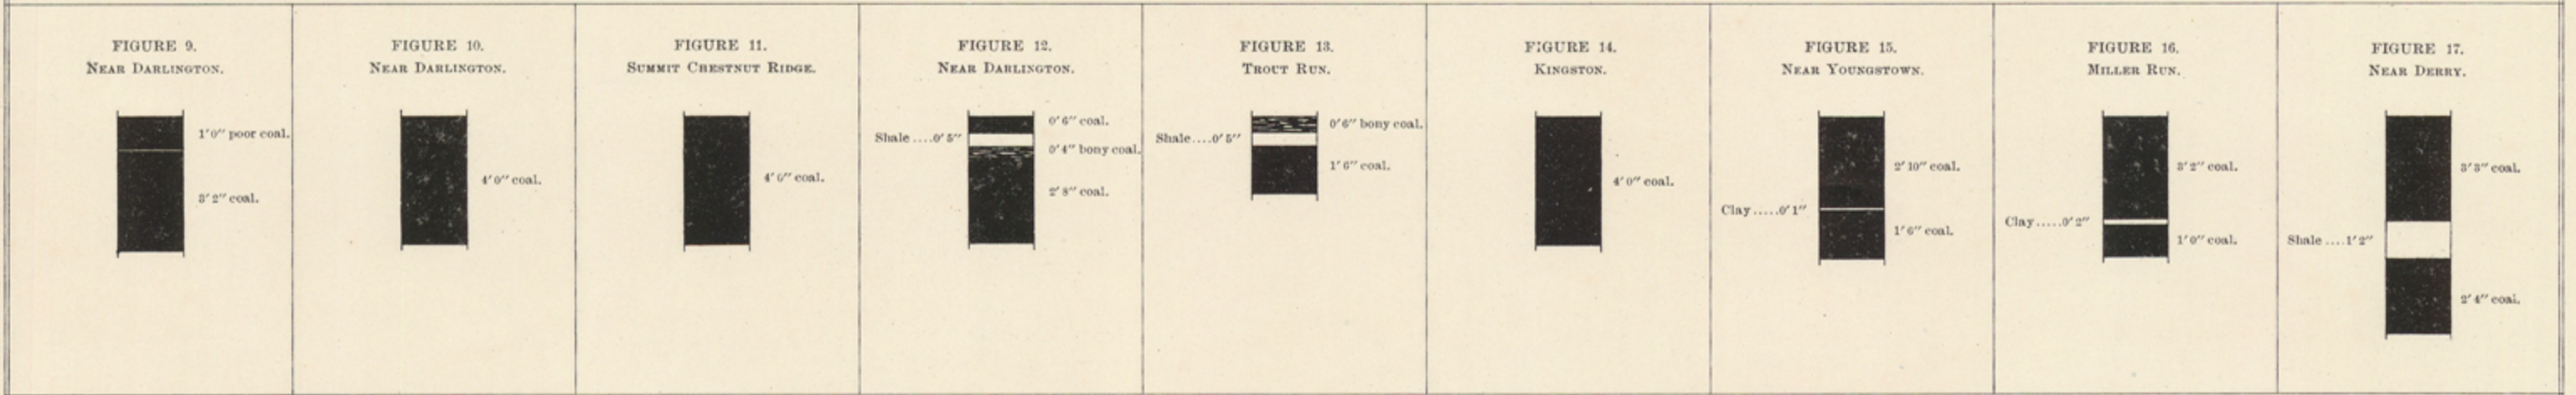 FIGURE 9.
NEAR DARLINGTON.
1' 0" poor coal.
3' 2" coal.
FIGURE 10.
NEAR DARLINGTON.
4' 0" coal.
FIGURE 11.
SUMMIT CHESTNUT RIDGE.
4' 0" coal.
FIGURE 12.
NEAR DARLINGTON.
0' 6" coal.
Shale....0' 5"
0' 4" bony coal.
2' 8" coal.
FIGURE 13.
TROUT RUN.
0' 6" bony coal.
Shale....0' 5"
1' 6" coal.
FIGURE 14.
KINGSTON.
4' 0" coal.
FIGURE 15.
NEAR YOUNGSTOWN.
2' 10" coal.
Clay.....0' 1"
1' 6" coal.
FIGURE 16.
MILLER RUN.
3' 2" coal.
Clay.....0' 2"
1' 0" coal.
FIGURE 17.
NEAR DERRY.
3' 3" coal.
Shale....1' 2"
2' 4" coal.